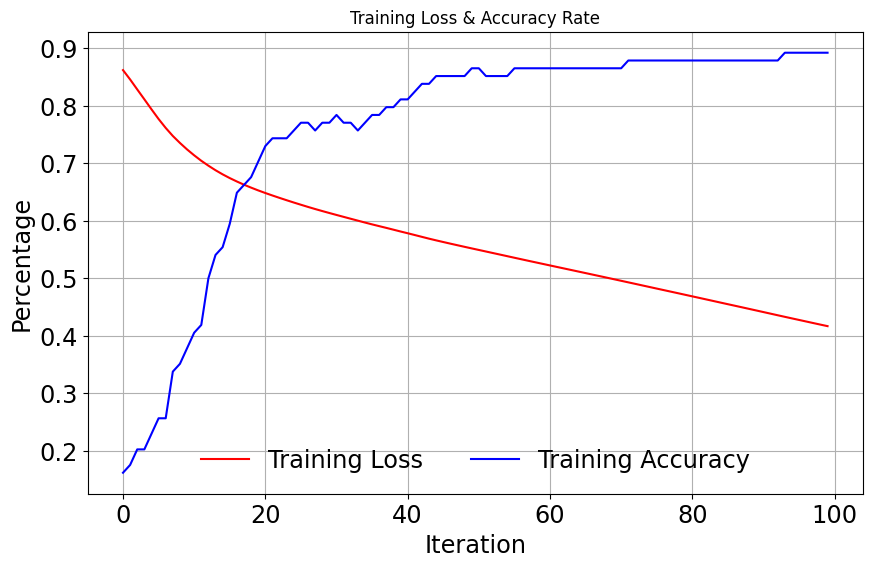 Training Loss & Accuracy Rate
Percentage
0.9
0.8
0.7
0.6
0.5
0.4
0.3
0.2
Training Loss
Training Accuracy
0 20 40 60 80 100
Iteration